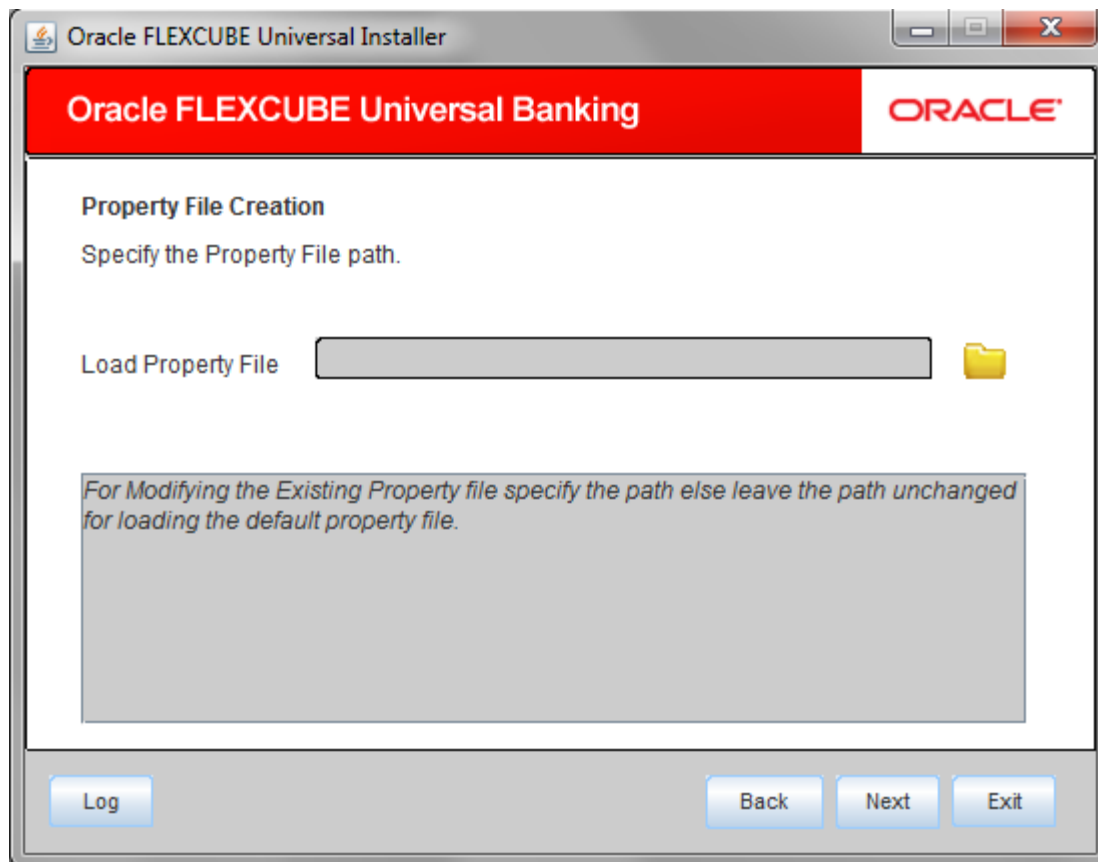 Oracle FLEXCUBE Universal Installer
Oracle FLEXCUBE Universal Banking
ORACLE
Property File Creation
Specify the Property File path.
Load Property File
For Modifying the Existing Property file specify the path else leave the path unchanged
for loading the default property file.
Log
Back
Next
Exit